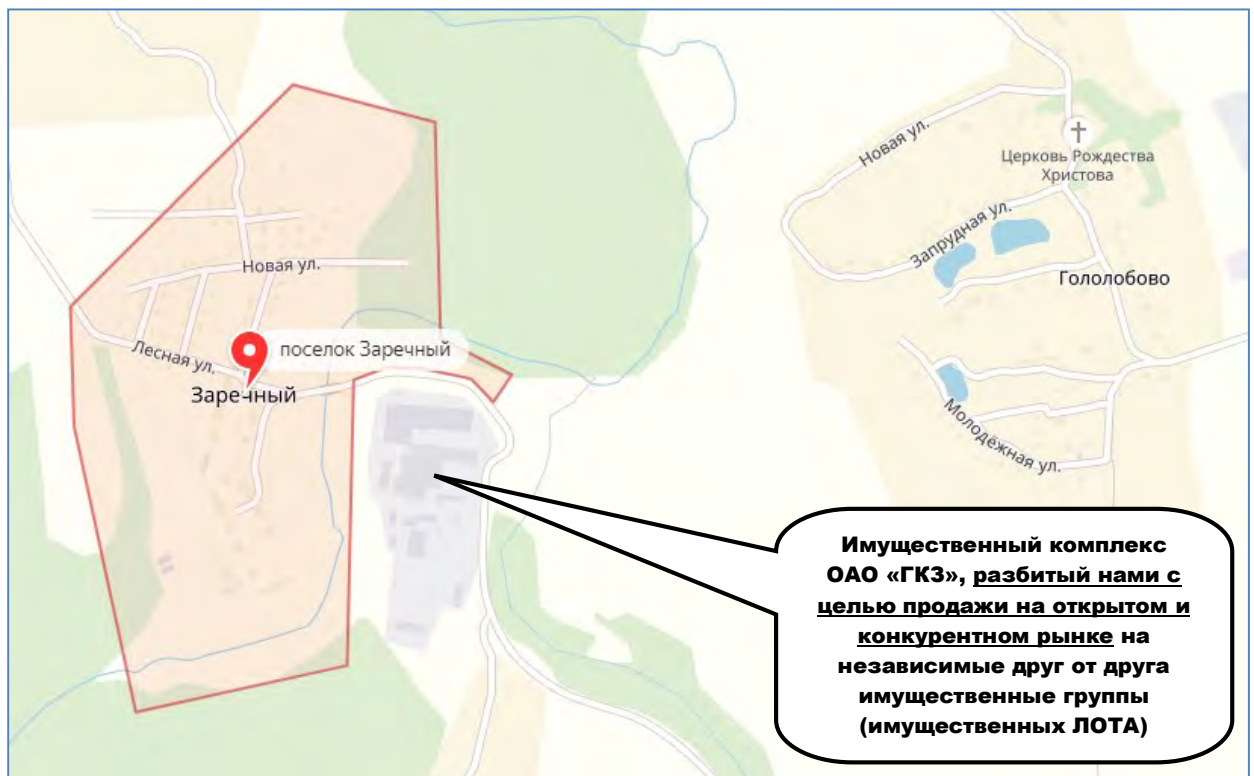 Новая ул.
Церковь Рождества
Христова
Запрудная ул.
Гололобово
Новая ул.
Лесная ул.
поселок Заречный
Заречный
Молодёжная ул.
Имущественный комплекс
ОАО «ГКЗ», разбитый нами с
целью продажи на открытом и
конкурентном рынке на
независимые друг от друга
имущественные группы
(имущественных ЛОТА)